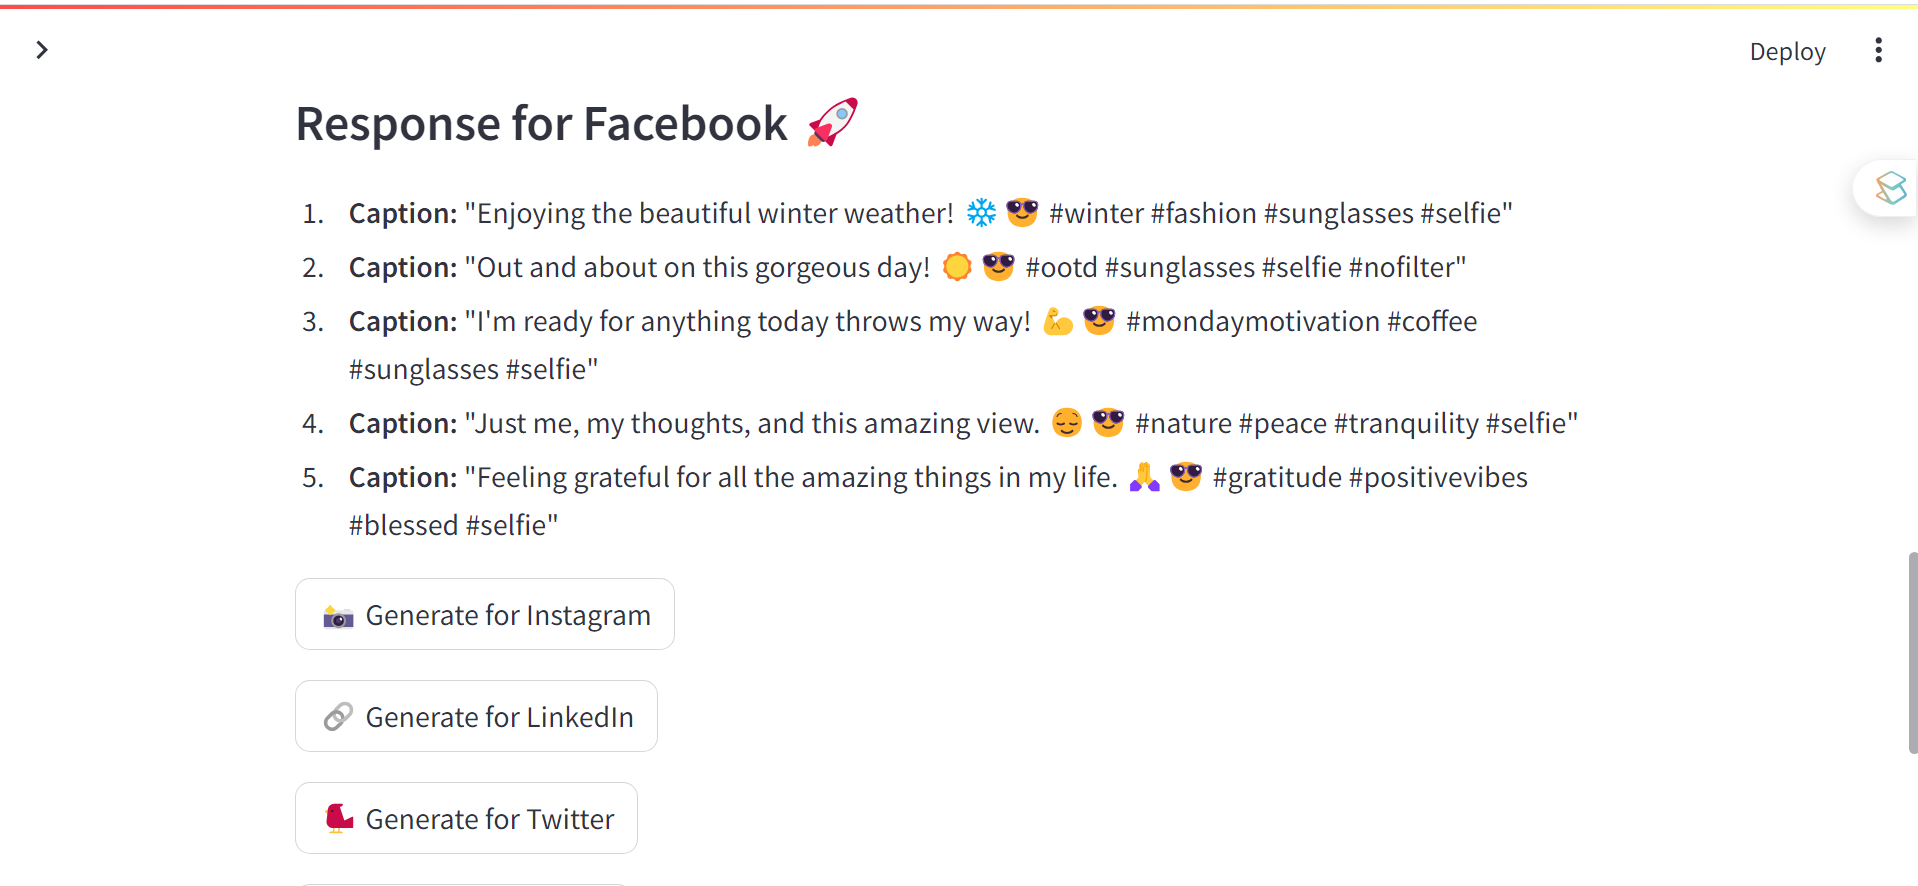 Deploy
Response for Facebook 🚀
1. Caption: "Enjoying the beautiful winter weather! ❄️ 😎 #winter #fashion #sunglasses #selfie"
2. Caption: "Out and about on this gorgeous day! ☀️ 😎 #ootd #sunglasses #selfie #nofilter"
3. Caption: "I'm ready for anything today throws my way! 💪 😎 #mondaymotivation #coffee
#sunglasses #selfie"
4. Caption: "Just me, my thoughts, and this amazing view. 😔 😎 #nature #peace #tranquility #selfie"
5. Caption: "Feeling grateful for all the amazing things in my life. 🙏 😎 #gratitude #positivevibes
#blessed #selfie"
📸 Generate for Instagram
🔗 Generate for LinkedIn
🐦 Generate for Twitter